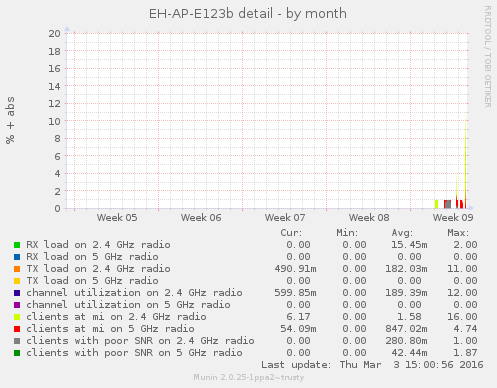 EH-AP-E123b detail - by month
RRDTOOL / TOBI OETIKER
% + abs
20
18
16
14
12
10
8
6
4
2
0
Week 05 Week 06 Week 07 Week 08 Week 09
Cur: Min: Avg: Max:
RX load on 2.4 GHz radio 0.00 0.00 15.45m 2.00
RX load on 5 GHz radio 0.00 0.00 0.00 0.00
TX load on 2.4 GHz radio 490.91m 0.00 182.03m 11.00
TX load on 5 GHz radio 0.00 0.00 0.00 0.00
channel utilization on 2.4 GHz radio 599.85m 0.00 189.39m 12.00
channel utilization on 5 GHz radio 0.00 0.00 0.00 0.00
clients at mi on 2.4 GHz radio 6.17 0.00 1.58 16.00
clients at mi on 5 GHz radio 54.09m 0.00 847.02m 4.74
clients with poor SNR on 2.4 GHz radio 0.00 0.00 280.80m 1.00
clients with poor SNR on 5 GHz radio 0.00 0.00 42.44m 1.87
Last update: Thu Mar 3 15:00:56 2016
Munin 2.0.25-1ppa2~trusty